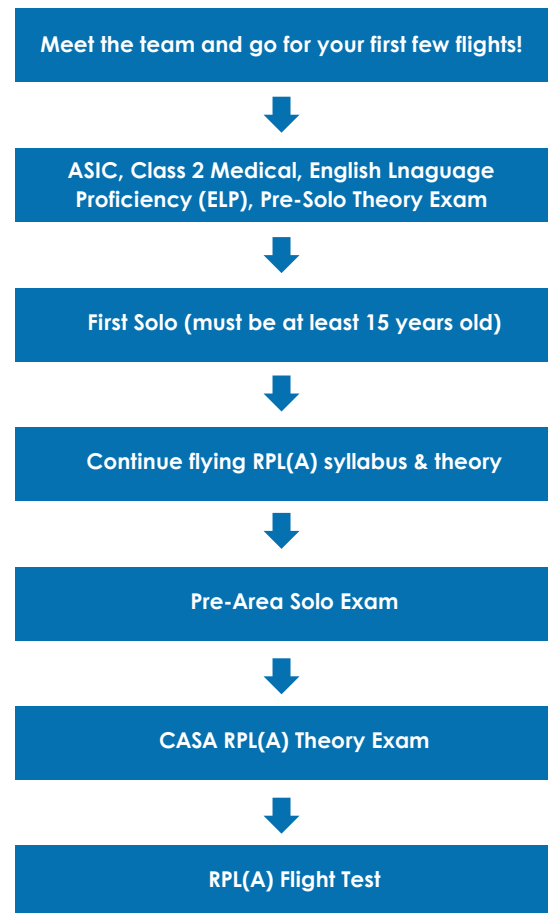 Meet the team and go for your first few flights!
ASIC, Class 2 Medical, English Lnaguage
Proficiency (ELP), Pre-Solo Theory Exam
First Solo (must be at least 15 years old)
Continue flying RPL(A) syllabus & theory
Pre-Area Solo Exam
CASA RPL(A) Theory Exam
RPL(A) Flight Test